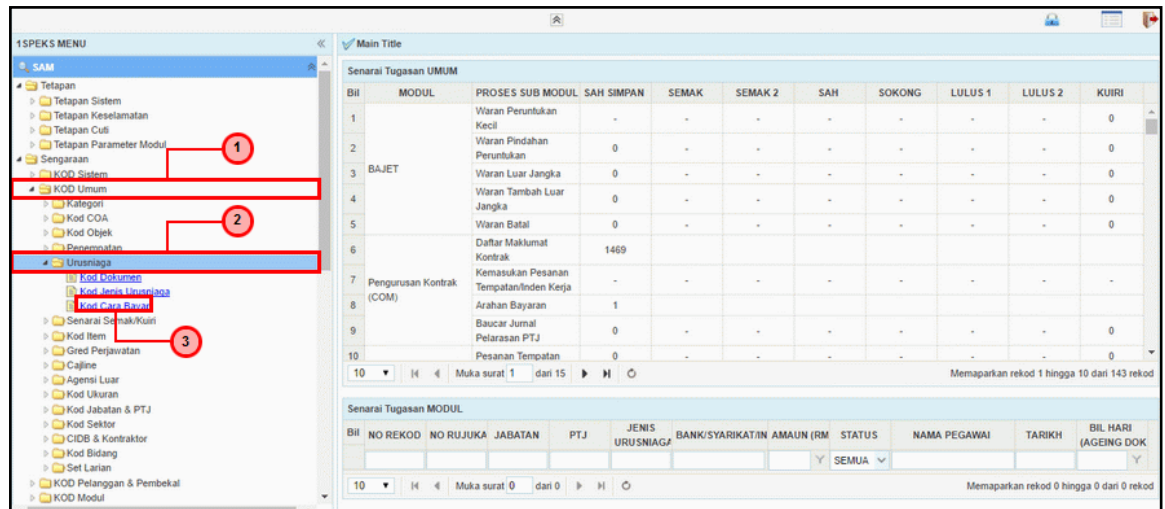 1SPEKS MENU
SAM
Tetapan
Tetapan Sistem
Tetapan Keselamatan
Tetapan Cuti
Tetapan Parameter Modul
Sengaraan
KOD Sistem
KOD Umum
Kategori
Kod COA
Kod Objek
Penempatan
Urusniaga
Kod Dokumen
Kod Jenis Urusniaga
Kod Cara Bayar
Senarai Semak/Kuiri
Kod Item
Gred Perjawatan
Cajline
Agensi Luar
Kod Ukuran
Kod Jabatan & PTJ
Kod Sektor
CIDB & Kontraktor
Kod Bidang
Set Larian
KOD Pelanggan & Pembekal
KOD Modul
1
2
3
Main Title
Senarai Tugasan UMUM
Bil MODUL PROSES SUB MODUL SAH SIMPAN SEMAK SEMAK 2 SAH SOKONG LULUS 1 LULUS 2 KUIRI
1 Waran Peruntukan Kecil - - - - - - - 0
2 Waran Pindahan Peruntukan 0 - - - - - - 0
3 BAJET Waran Luar Jangka 0 - - - - - - 0
4 Waran Tambah Luar Jangka 0 - - - - - - 0
5 Waran Batal 0 - - - - - - 0
6 Daftar Maklumat Kontrak 1469
7 Pengurusan Kontrak (COM) Kemasukan Pesanan Tempatan/Inden Kerja - - - - - - - -
8 Arahan Bayaran 1
9 Baucar Jurnal Pelarasan PTJ 0 - - - - - - 0
10 Pesanan Tempatan 0 - - - - - - 0
10 Muka surat 1 dari 15 Memaparkan rekod 1 hingga 10 dari 143 rekod
Senarai Tugasan MODUL
Bil NO REKOD NO RUJUKA JABATAN PTJ JENIS URUSNIAGA BANK/SYARIKAT/IN AMAUN (RM STATUS NAMA PEGAWAI TARIKH BIL HARI (AGEING DOK
SEMUA
10 Muka surat 0 dari 0 Memaparkan rekod 0 hingga 0 dari 0 rekod